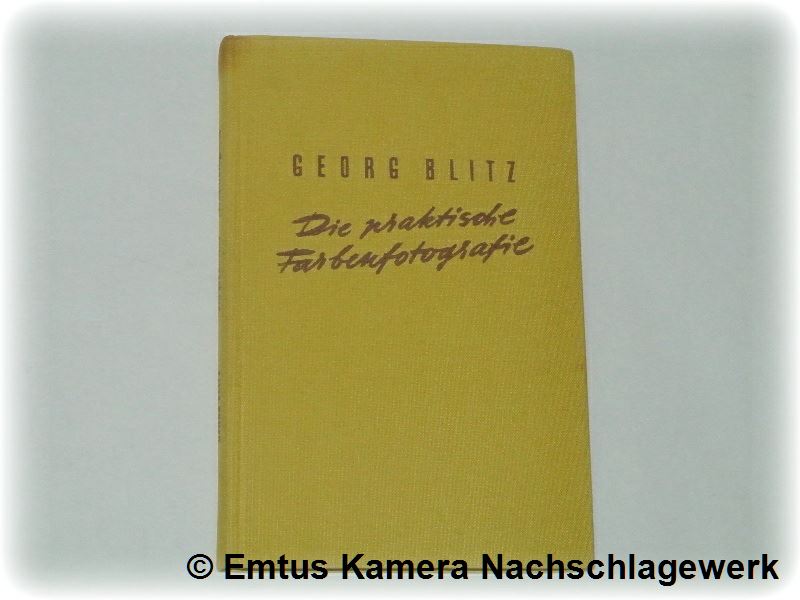 GEORG BLITZ
Die praktische
Farbenfotografie
© Emtus Kamera Nachschlagewerk